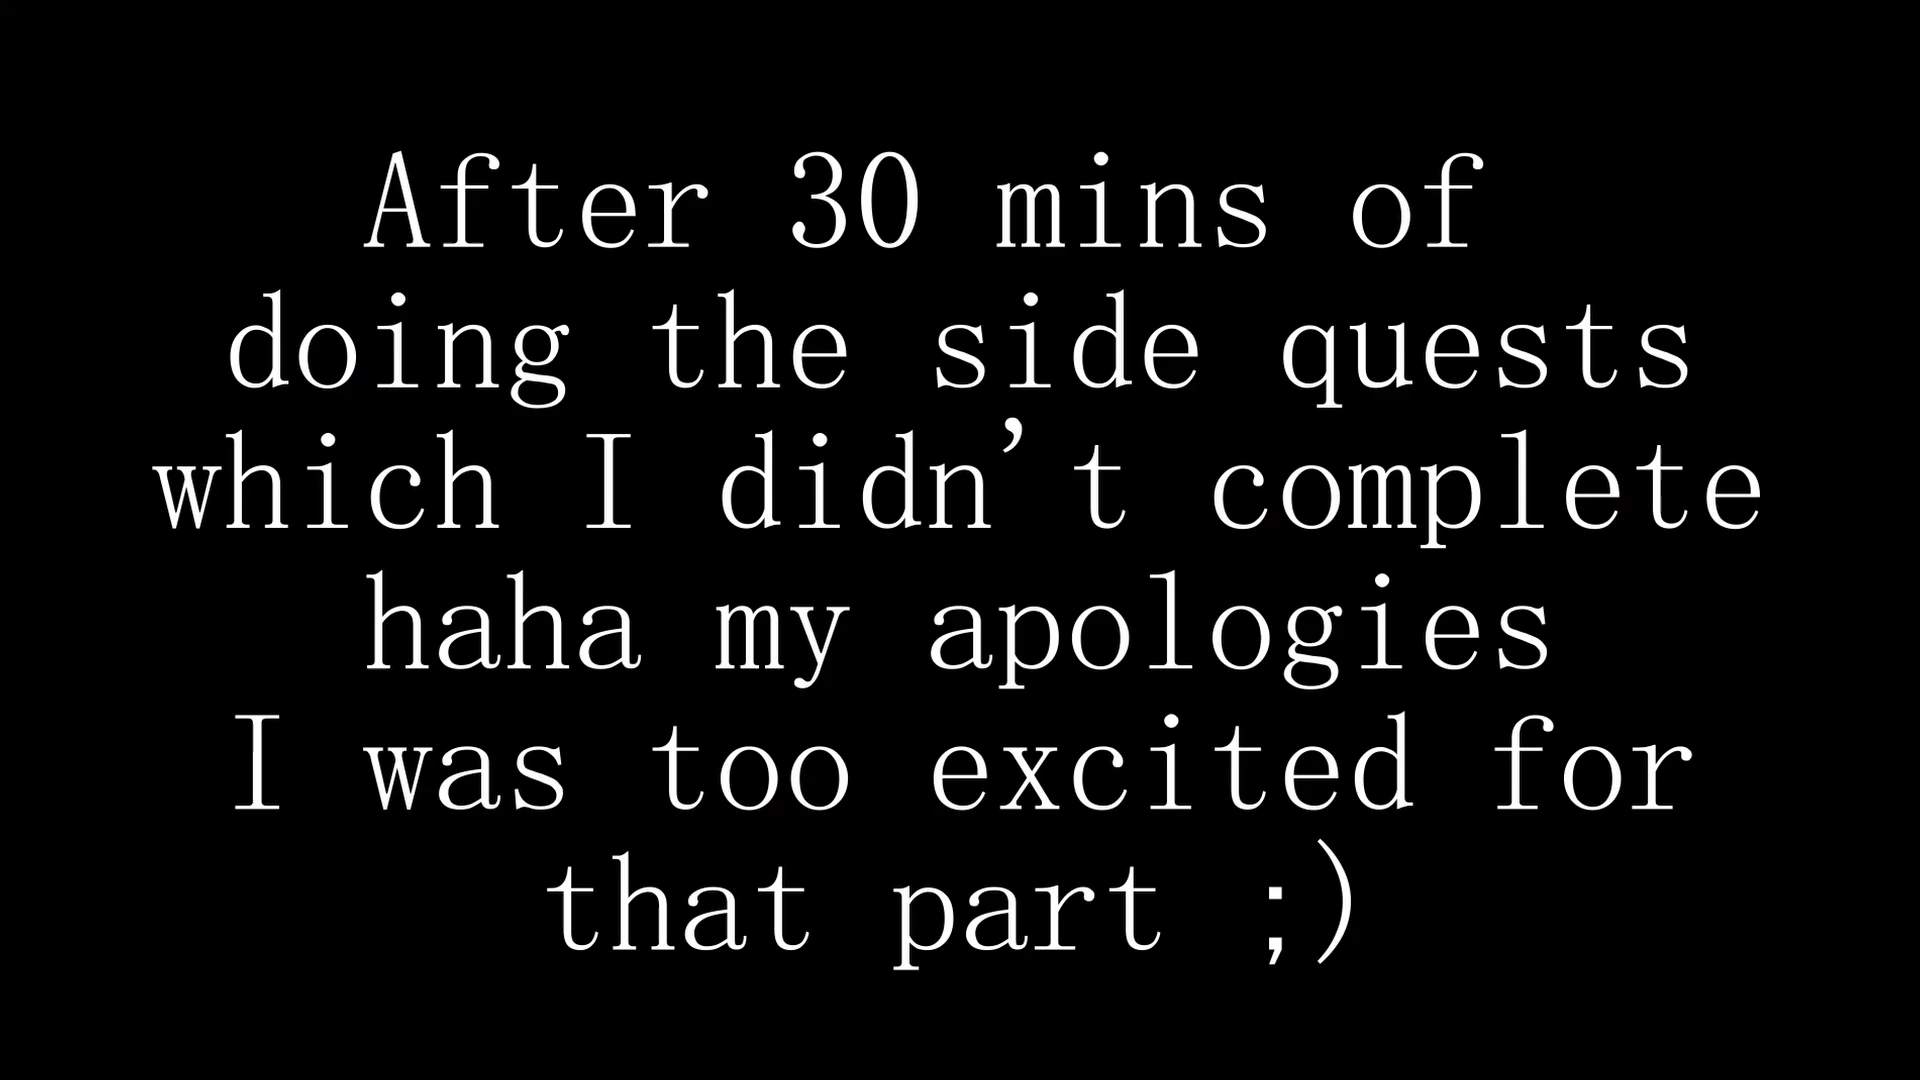 After 30 mins of
doing the side quests
which I didn't complete
haha my apologies
I was too excited for
that part ;)